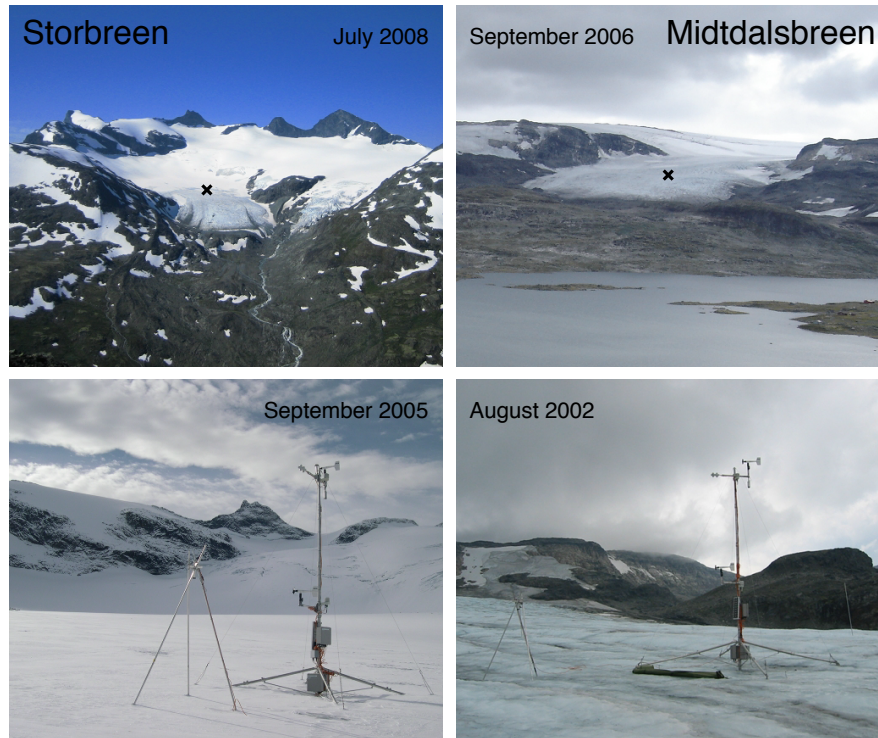 Storbreen
July 2008
September 2006
Midtdalsbreen
September 2005
August 2002